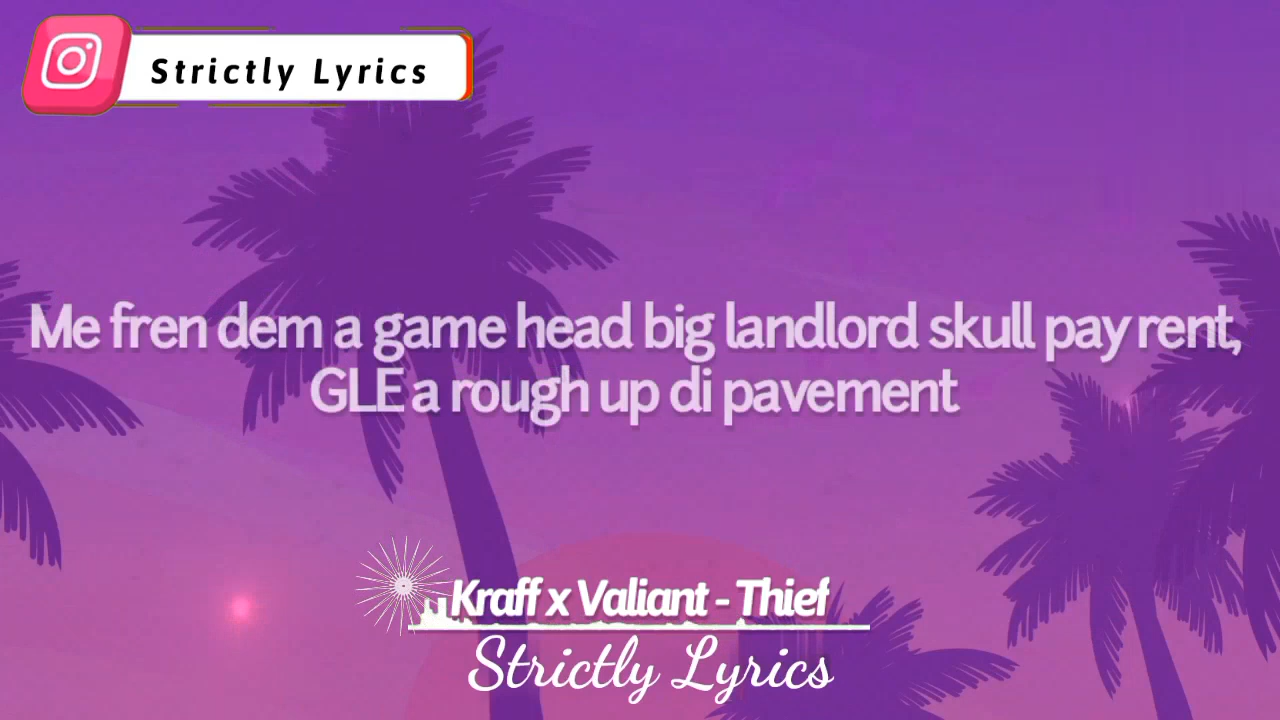 Strictly Lyrics
Me fren dem a game head big landlord skull pay rent,
GLE a rough up di pavement
Kraff x Valiant - Thief
Strictly Lyrics